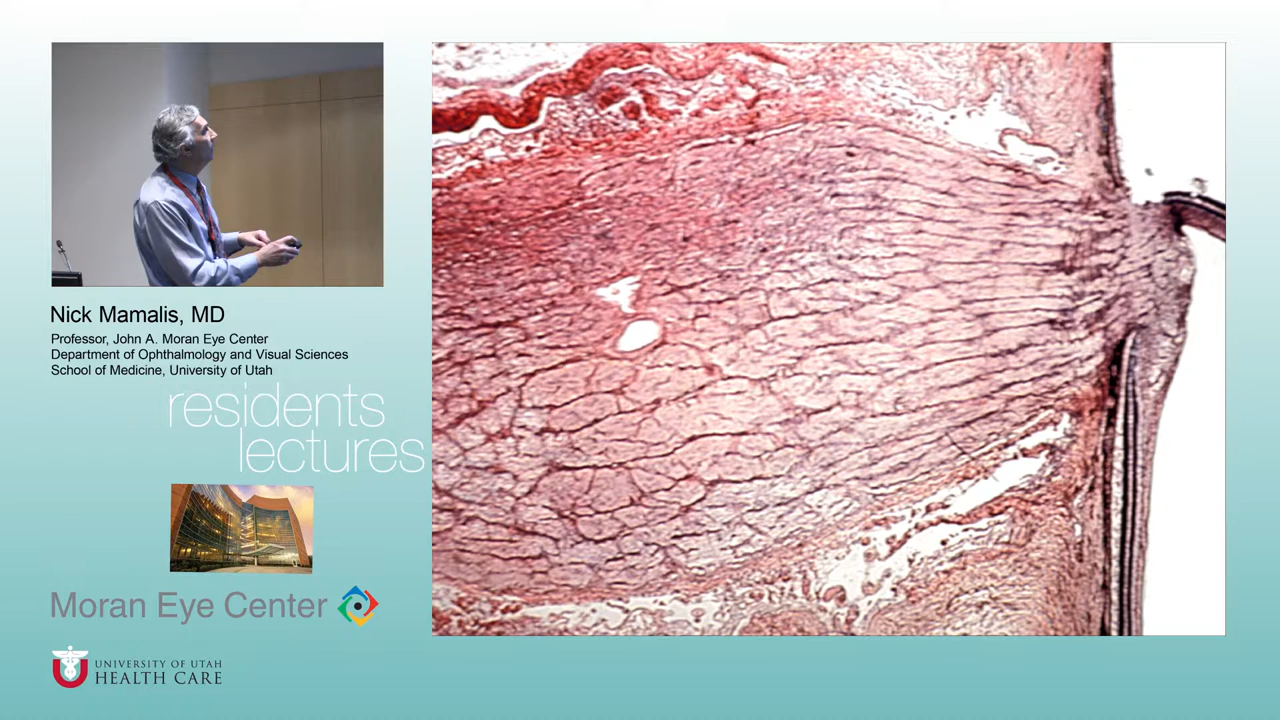 Nick Mamalis, MD
Professor, John A. Moran Eye Center
Department of Ophthalmology and Visual Sciences
School of Medicine, University of Utah
residents
lectures
Moran Eye Center
UNIVERSITY OF UTAH
HEALTH CARE